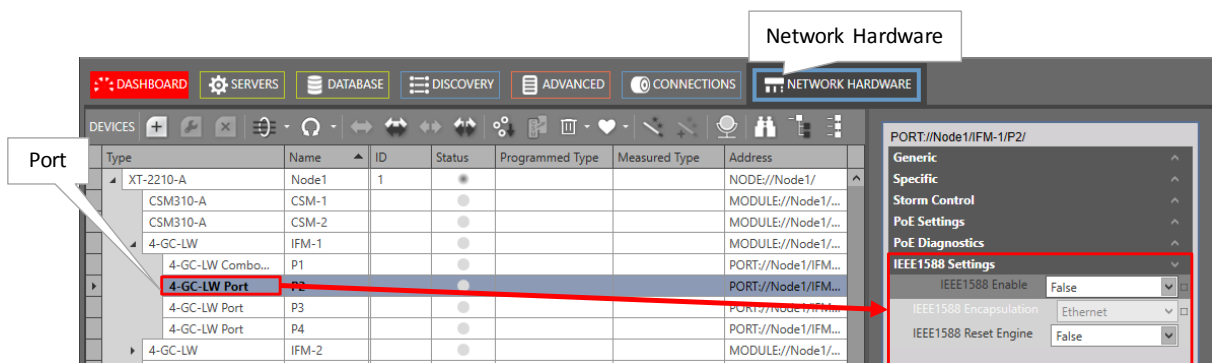 Network Hardware
DASHBOARD SERVERS DATABASE DISCOVERY ADVANCED CONNECTIONS NETWORK HARDWARE
DEVICES
PORT://Node1/IFM-1/P2/
Port
Type Name ID Status Programmed Type Measured Type Address
Generic
XT-2210-A Node1 1 NODE://Node1/
Specific
CSM310-A CSM-1 MODULE://Node1/...
Storm Control
CSM310-A CSM-2 MODULE://Node1/...
PoE Settings
4-GC-LW IFM-1 MODULE://Node1/...
PoE Diagnostics
4-GC-LW Combo... P1 PORT://Node1/IFM...
IEEE1588 Settings
4-GC-LW Port P2 PORT://Node1/IFM...
IEEE1588 Enable False
4-GC-LW Port P3 PORT://Node1/IFM...
IEEE1588 Encapsulation Ethernet
4-GC-LW Port P4 PORT://Node1/IFM...
IEEE1588 Reset Engine False
4-GC-LW IFM-2 MODULE://Node1/...